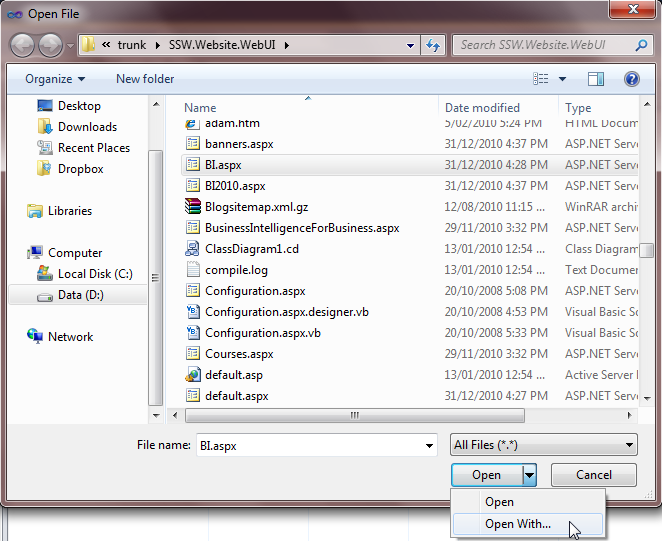 Open File
trunk SSW.Website.WebUI Search SSW.Website.WebUI
Organize New folder
Name Date modified Type
Desktop
Downloads
Recent Places
Dropbox
Libraries
Computer
Local Disk (C:)
Data (D:)
Network
adam.htm 5/02/2010 5:24 PM HTML Docum
banners.aspx 31/12/2010 4:37 PM ASP.NET Serve
BI.aspx 31/12/2010 4:28 PM ASP.NET Serve
BI2010.aspx 31/12/2010 4:37 PM ASP.NET Serve
Blogsitemap.xml.gz 12/08/2010 11:15 ... WinRAR archi
BusinessIntelligenceForBusiness.aspx 29/11/2010 3:32 PM ASP.NET Serve
ClassDiagram1.cd 13/01/2010 12:54 ... Class Diagram
compile.log 13/01/2010 12:54 ... Text Documen
Configuration.aspx 20/10/2008 5:08 PM ASP.NET Serve
Configuration.aspx.designer.vb 20/10/2008 4:53 PM Visual Basic So
Configuration.aspx.vb 20/10/2008 5:33 PM Visual Basic So
Courses.aspx 29/11/2010 3:32 PM ASP.NET Serve
default.asp 13/01/2010 12:54 ... Active Server
default.aspx 31/12/2010 4:27 PM ASP.NET Serve
File name: BI.aspx All Files (*.*)
Open Cancel
Open
Open With...